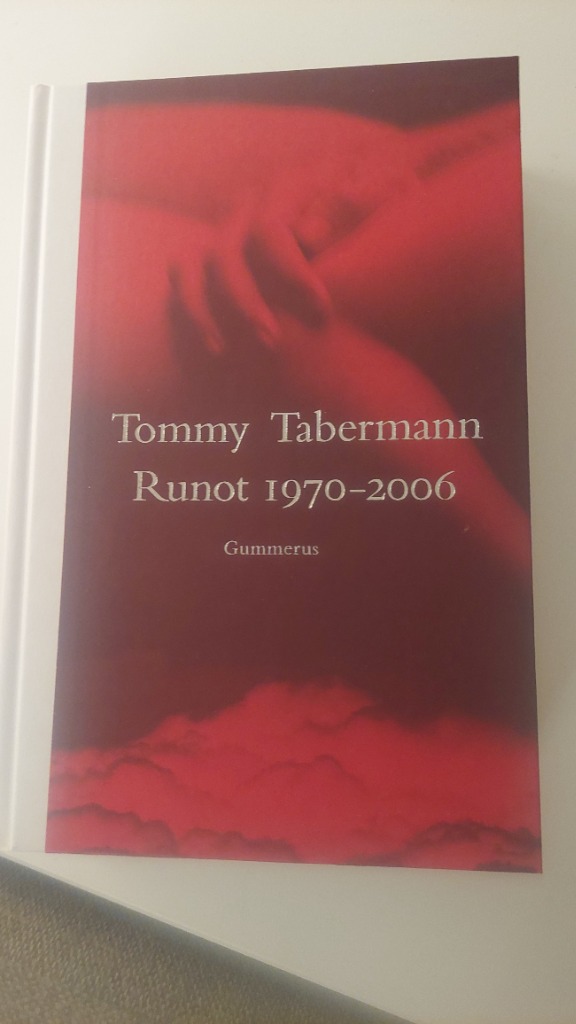 Tommy Tabermann
Runot 1970–2006
Gummerus